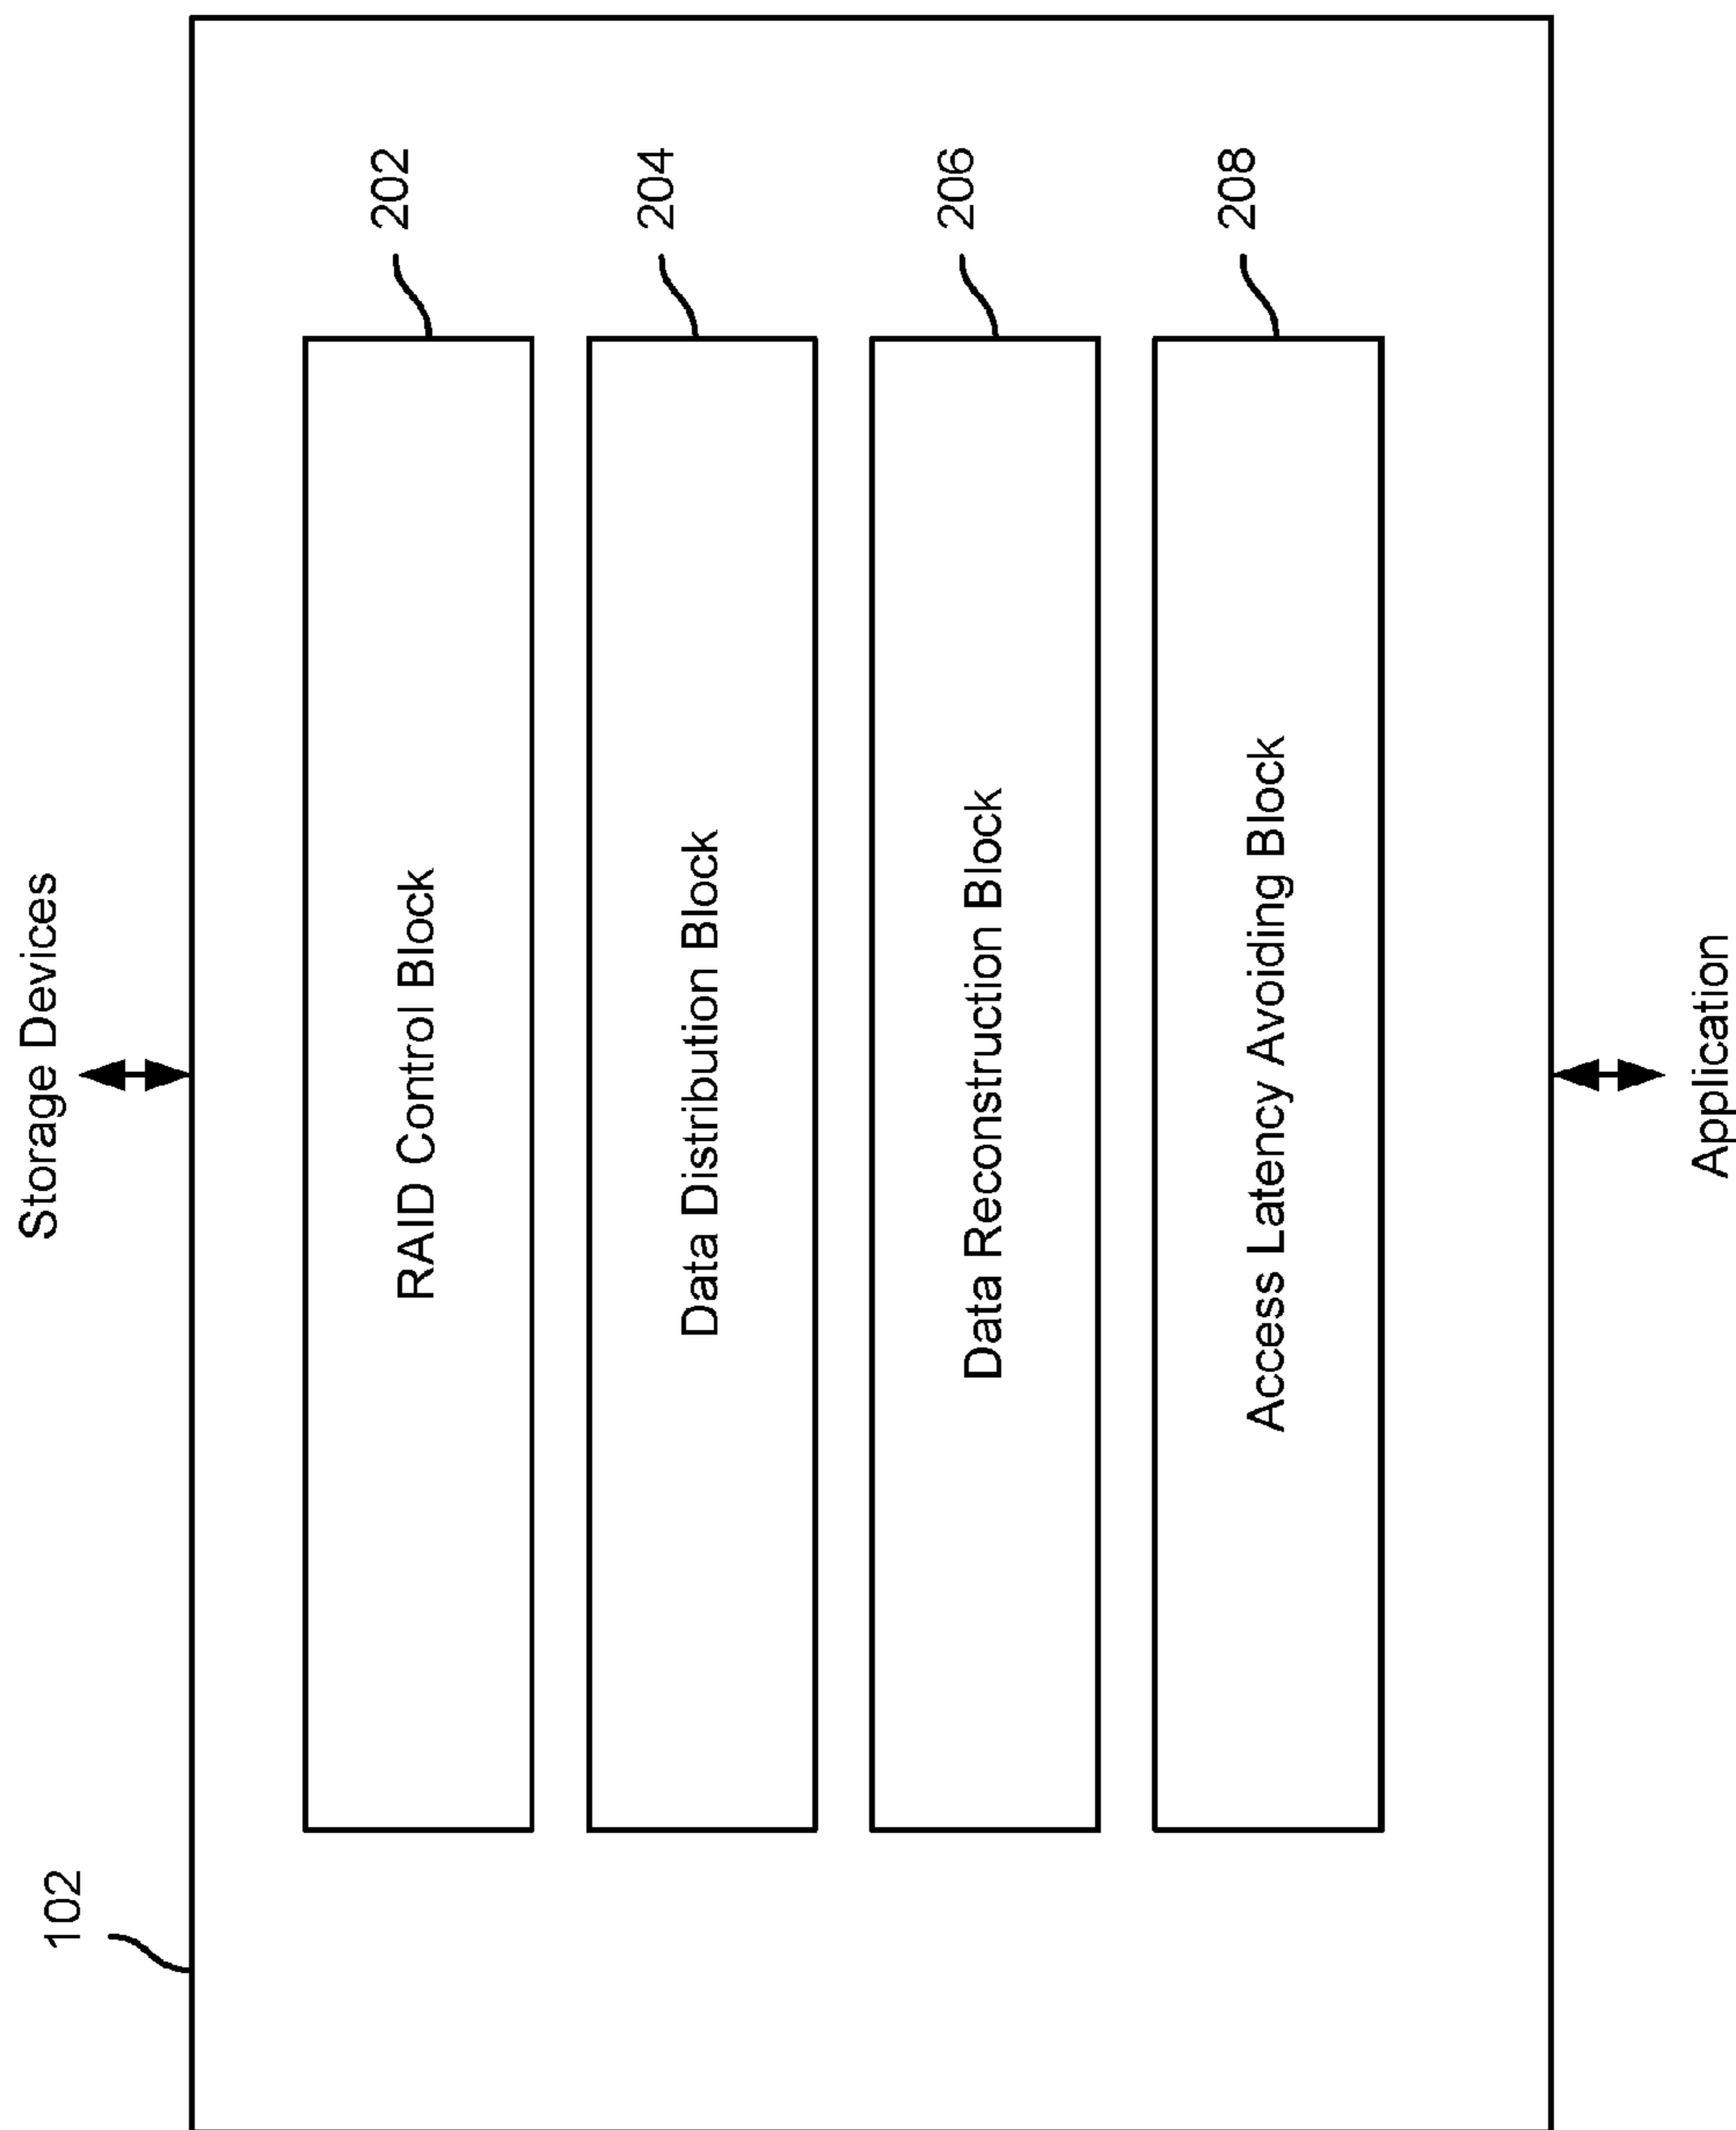 Storage Devices
102
RAID Control Block
202
Data Distribution Block
204
Data Reconstruction Block
206
Access Latency Avoiding Block
208
Application